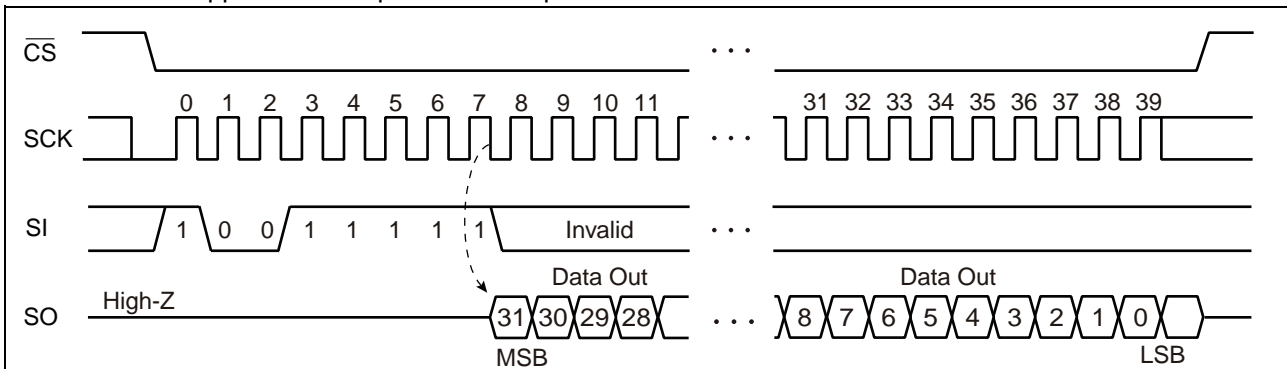 CS
0 1 2 3 4 5 6 7 8 9 10 11 31 32 33 34 35 36 37 38 39
SCK
SI 1 0 0 1 1 1 1 1 Invalid
Data Out Data Out
High-Z
SO 31 30 29 28 8 7 6 5 4 3 2 1 0
MSB LSB